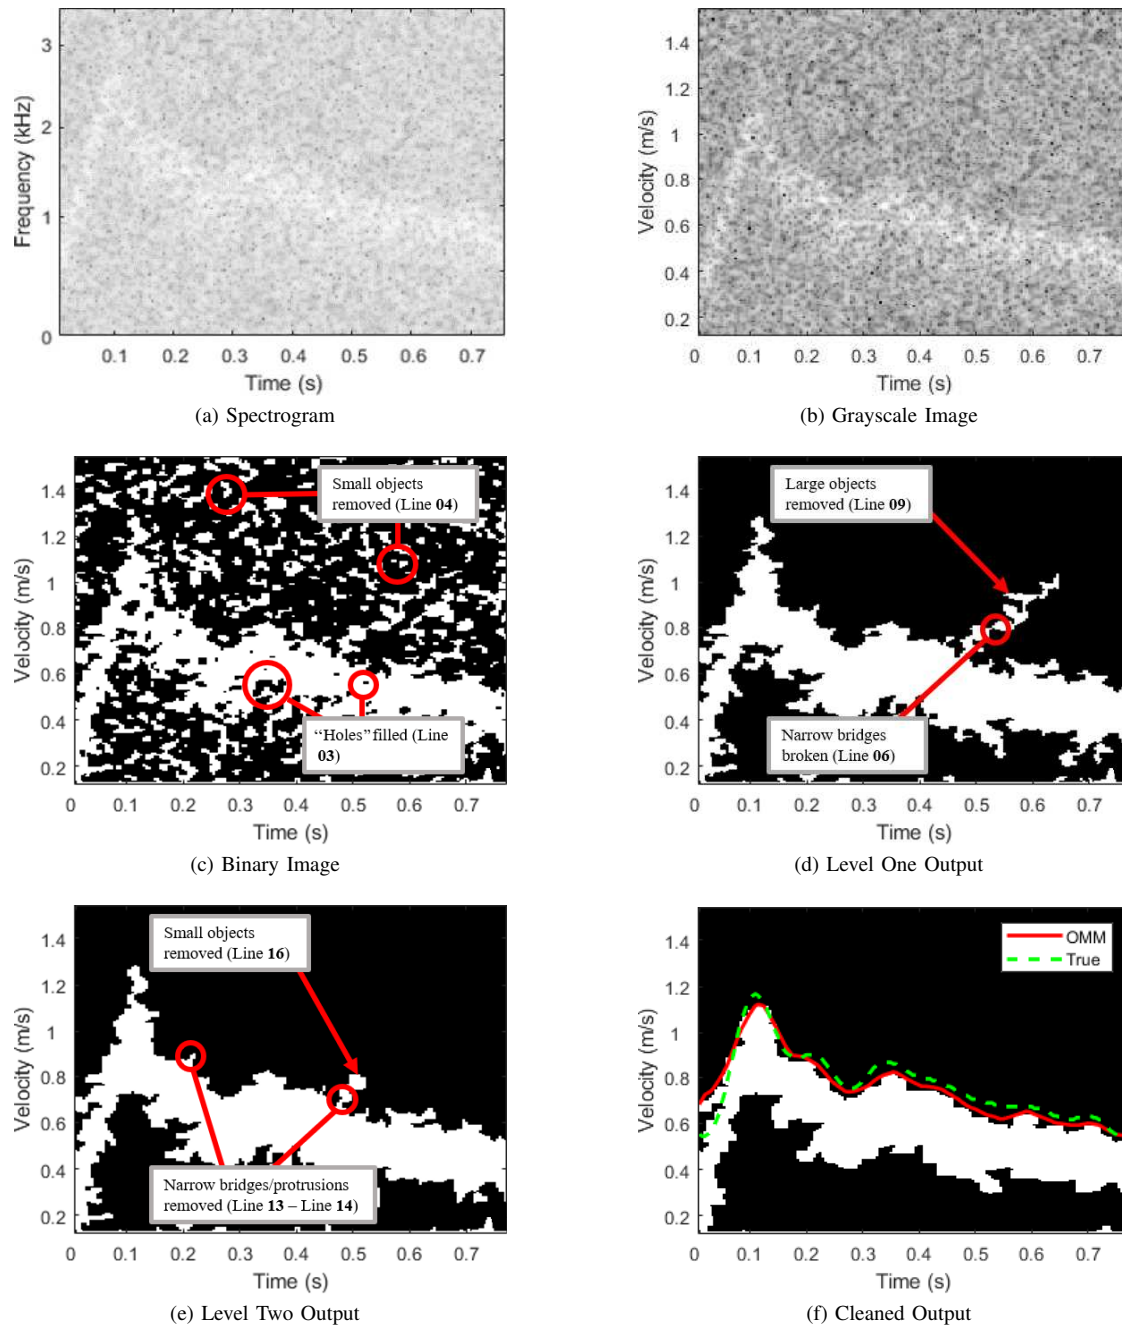 3
2
1
0
Frequency (kHz)
0.1 0.2 0.3 0.4 0.5 0.6 0.7
Time (s)
(a) Spectrogram
1.4
1.2
1
0.8
0.6
0.4
0.2
Velocity (m/s)
0 0.1 0.2 0.3 0.4 0.5 0.6 0.7
Time (s)
(b) Grayscale Image
1.4
1.2
1
0.8
0.6
0.4
0.2
Velocity (m/s)
Small objects
removed (Line 04)
“Holes” filled (Line
03)
0 0.1 0.2 0.3 0.4 0.5 0.6 0.7
Time (s)
(c) Binary Image
1.4
1.2
1
0.8
0.6
0.4
0.2
Velocity (m/s)
Large objects
removed (Line 09)
Narrow bridges
broken (Line 06)
0 0.1 0.2 0.3 0.4 0.5 0.6 0.7
Time (s)
(d) Level One Output
1.4
1.2
1
0.8
0.6
0.4
0.2
Velocity (m/s)
Small objects
removed (Line 16)
Narrow bridges/protrusions
removed (Line 13 – Line 14)
0 0.1 0.2 0.3 0.4 0.5 0.6 0.7
Time (s)
(e) Level Two Output
1.4
1.2
1
0.8
0.6
0.4
0.2
Velocity (m/s)
OMM
True
0 0.1 0.2 0.3 0.4 0.5 0.6 0.7
Time (s)
(f) Cleaned Output